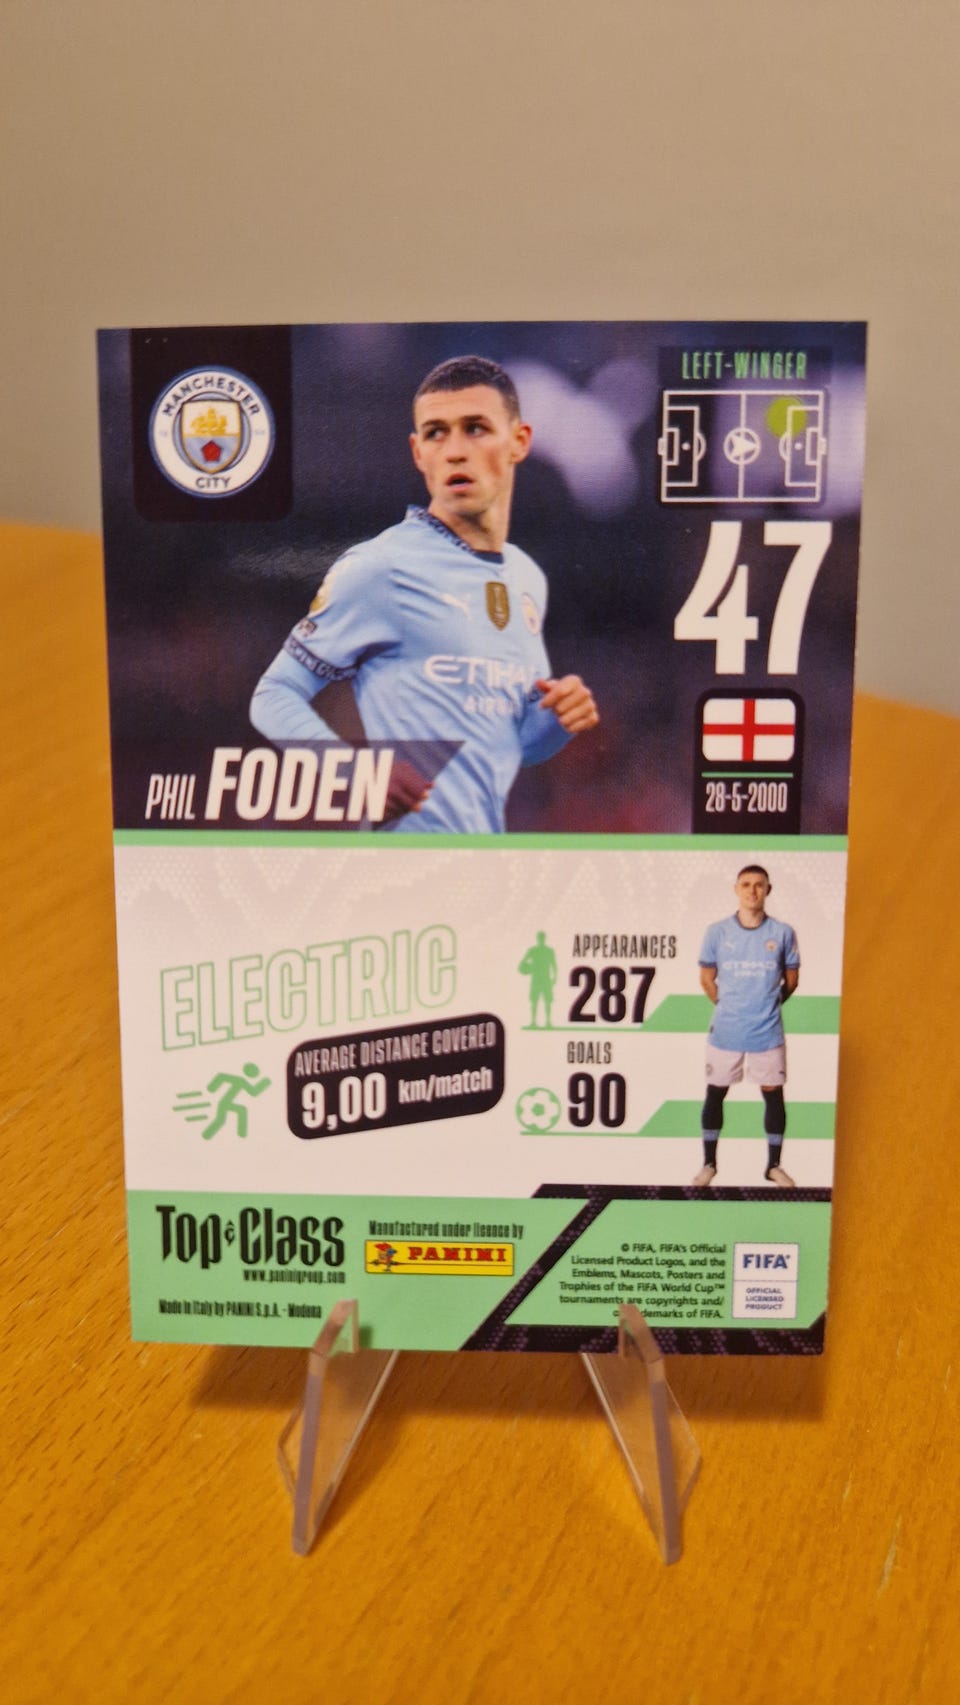 MANCHESTER
CITY
LEFT-WINGER
47
28-5-2000
ETIHA
PHIL FODEN
ELECTRIC
AVERAGE DISTANCE COVERED
9,00 km/match
APPEARANCES
287
GOALS
90
ETIHAD
Top Class
www.paninigroup.com
Made in Italy by PANINI S.p.A. - Modena
Manufactured under licence by
PANINI
© FIFA, FIFA's Official
Licensed Product Logos, and the
Emblems, Mascots, Posters and
Trophies of the FIFA World Cup™
tournaments are copyrights and/
demarks of FIFA.
FIFA®
OFFICIAL
LICENSED
PRODUCT